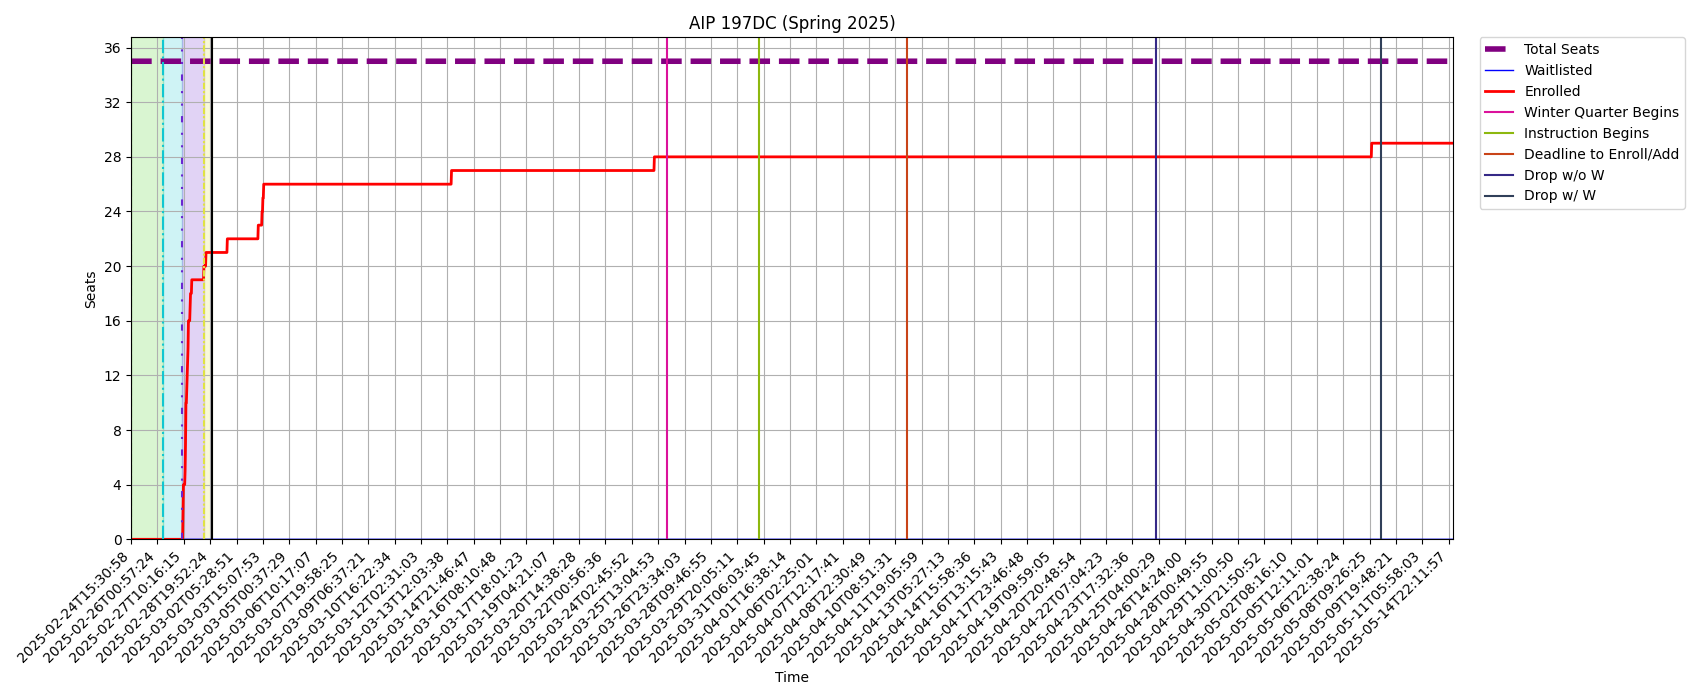 AIP 197DC (Spring 2025)
Total Seats
Waitlisted
Enrolled
Winter Quarter Begins
Instruction Begins
Deadline to Enroll/Add
Drop w/o W
Drop w/ W
36
32
28
24
20
16
12
8
4
0
Seats
2025-02-24T15:30:58
2025-02-26T00:57:24
2025-02-27T10:16:15
2025-02-28T19:52:24
2025-03-02T05:28:51
2025-03-03T15:07:53
2025-03-05T00:37:29
2025-03-06T10:17:07
2025-03-07T19:58:25
2025-03-09T06:37:21
2025-03-10T16:22:34
2025-03-12T02:31:03
2025-03-13T12:03:38
2025-03-14T21:46:47
2025-03-16T08:10:48
2025-03-17T18:01:23
2025-03-19T04:21:07
2025-03-20T14:38:28
2025-03-22T00:56:36
2025-03-24T02:45:52
2025-03-25T13:04:53
2025-03-26T23:34:03
2025-03-28T09:46:55
2025-03-29T20:05:11
2025-03-31T06:03:45
2025-04-01T16:38:14
2025-04-06T02:25:01
2025-04-07T12:17:41
2025-04-08T22:30:49
2025-04-10T08:51:31
2025-04-11T19:05:59
2025-04-13T05:27:13
2025-04-14T15:58:36
2025-04-16T13:15:43
2025-04-17T23:46:48
2025-04-19T09:59:05
2025-04-20T20:48:54
2025-04-22T07:04:23
2025-04-23T17:32:36
2025-04-25T04:00:29
2025-04-26T14:24:00
2025-04-28T00:49:55
2025-04-29T11:00:50
2025-04-30T21:50:52
2025-05-02T08:16:10
2025-05-05T12:11:01
2025-05-06T22:38:24
2025-05-08T09:26:25
2025-05-09T19:48:21
2025-05-11T05:58:03
2025-05-14T22:11:57
Time